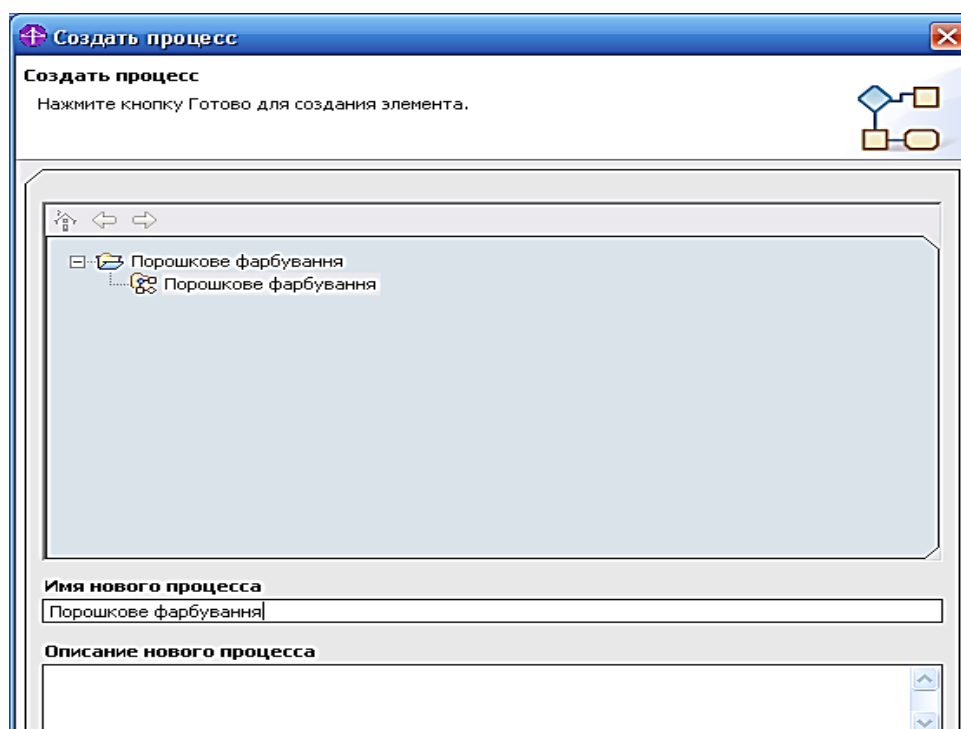 Создать процесс
Создать процесс
Нажмите кнопку Готово для создания элемента.
Порошкове фарбування
Порошкове фарбування
Имя нового процесса
Порошкове фарбування
Описание нового процесса